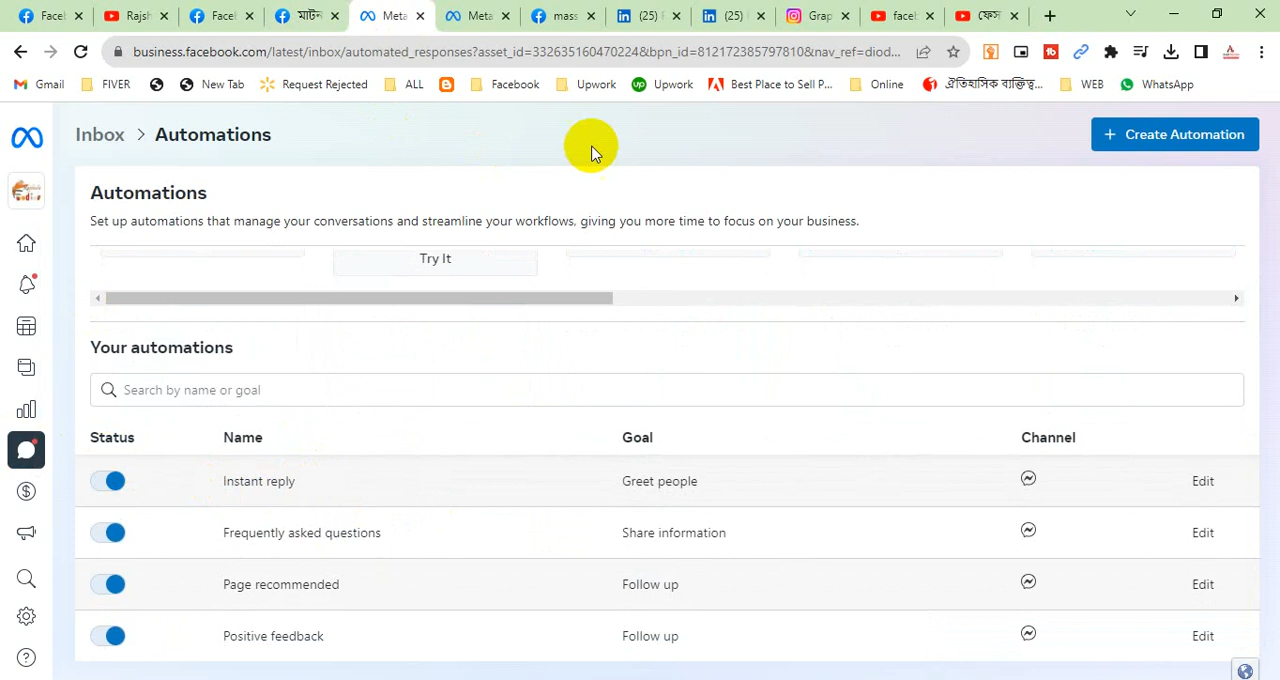 Facel
Rajsh
Facel
মাটন
Meta
Meta
mass
(25) F
(25)
Grap
facel
ফেস
business.facebook.com/latest/inbox/automated_responses?asset_id=332635160470224&bpn_id=812172385797810&nav_ref=diod...
Gmail
FIVER
New Tab
Request Rejected
ALL
Facebook
Upwork
Upwork
Best Place to Sell P...
Online
ঐতিহাসিক ব্যক্তিত্ব...
WEB
WhatsApp
Inbox > Automations
+ Create Automation
Automations
Set up automations that manage your conversations and streamline your workflows, giving you more time to focus on your business.
Try It
Your automations
Search by name or goal
Status Name Goal Channel
Instant reply Greet people Edit
Frequently asked questions Share information Edit
Page recommended Follow up Edit
Positive feedback Follow up Edit